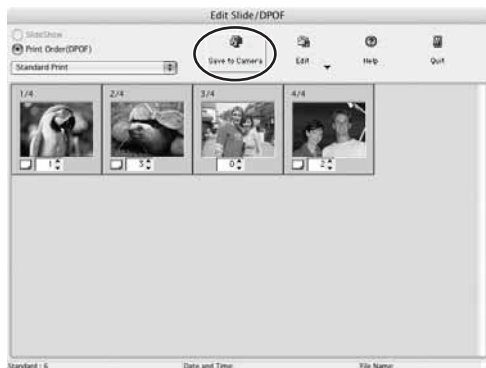 Edit Slide/DPOF
SlideShow
Print Order(DPOF)
Save to Camera
Edit
Help
Quit
Standard Print
1/4
2/4
3/4
4/4
1
3
0
2
Standard : 6
Date and Time:
File Name: